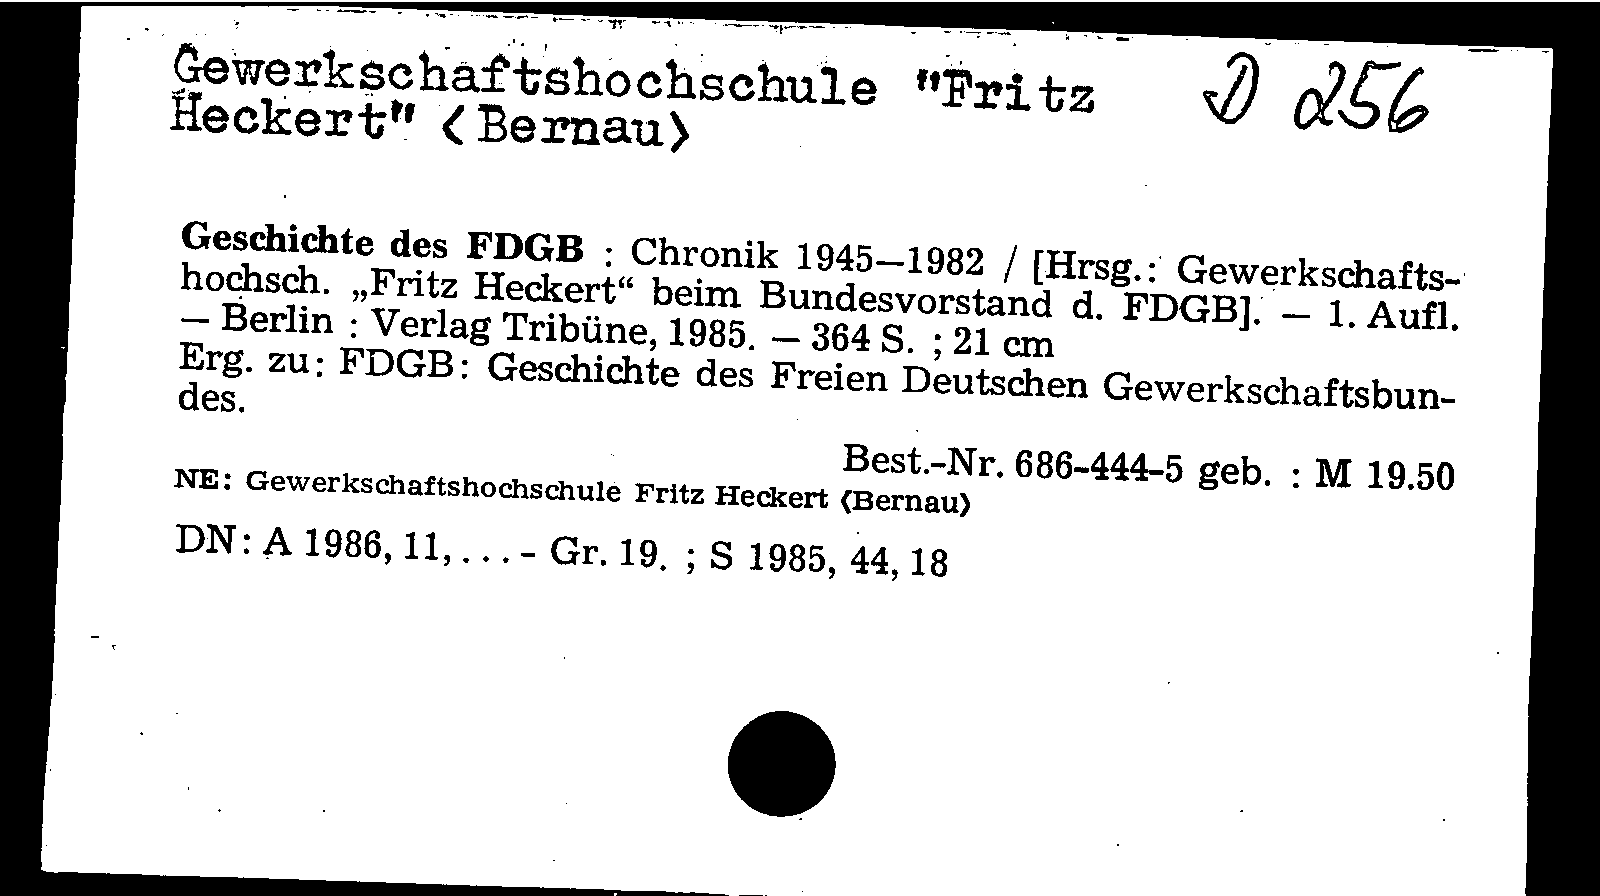 Gewerkschaftshochschule "Fritz D 256
Heckert" <Bernau>
Geschichte des FDGB : Chronik 1945—1982 / [Hrsg.: Gewerkschafts-
hochsch. „Fritz Heckert“ beim Bundesvorstand d. FDGB]. — 1. Aufl.
— Berlin : Verlag Tribüne, 1985. — 364 S. ; 21 cm
Erg. zu: FDGB: Geschichte des Freien Deutschen Gewerkschaftsbun-
des.
Best.-Nr. 686-444-5 geb. : M 19.50
NE: Gewerkschaftshochschule Fritz Heckert <Bernau>
DN: A 1986, 11, . . . - Gr. 19. ; S 1985, 44, 18